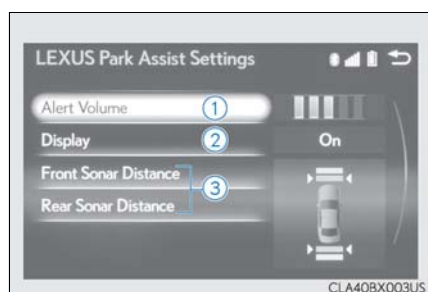 LEXUS Park Assist Settings
Alert Volume
1
Display
2
On
Front Sonar Distance
3
Rear Sonar Distance
CLA40BX003US